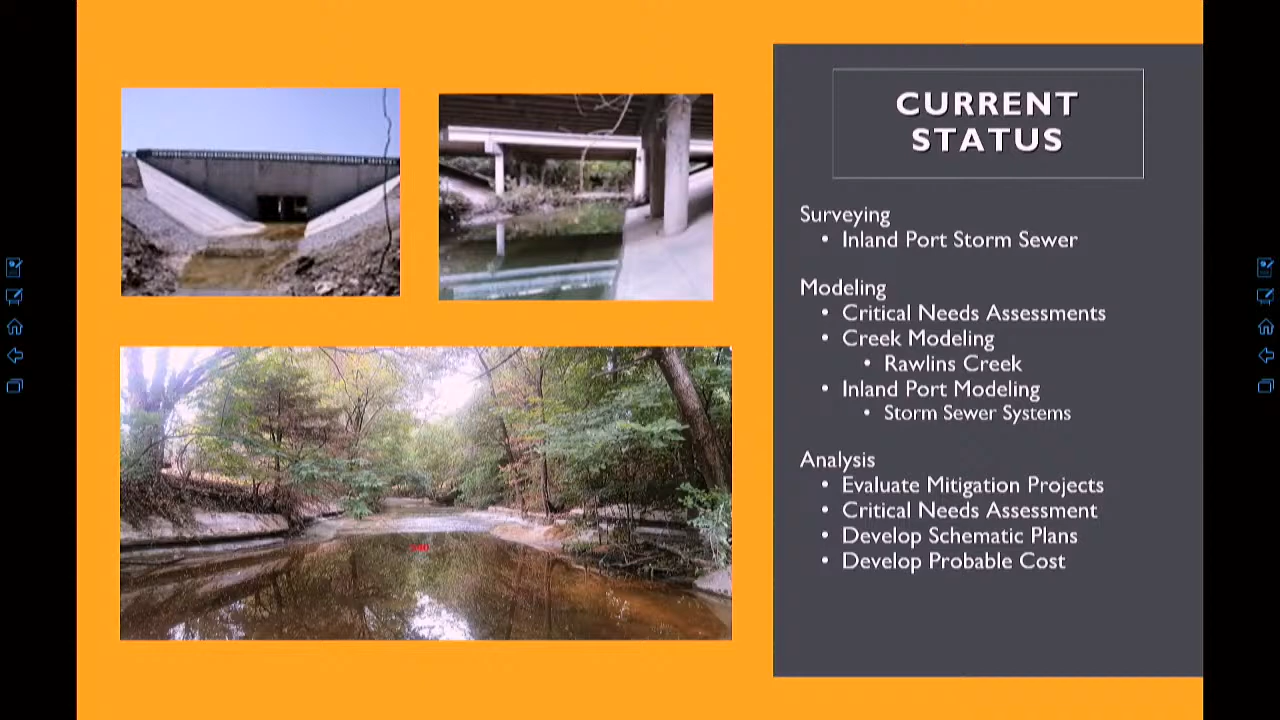 CURRENT
STATUS
Surveying
• Inland Port Storm Sewer
Modeling
• Critical Needs Assessments
• Creek Modeling
• Rawlins Creek
• Inland Port Modeling
• Storm Sewer Systems
Analysis
• Evaluate Mitigation Projects
• Critical Needs Assessment
• Develop Schematic Plans
• Develop Probable Cost